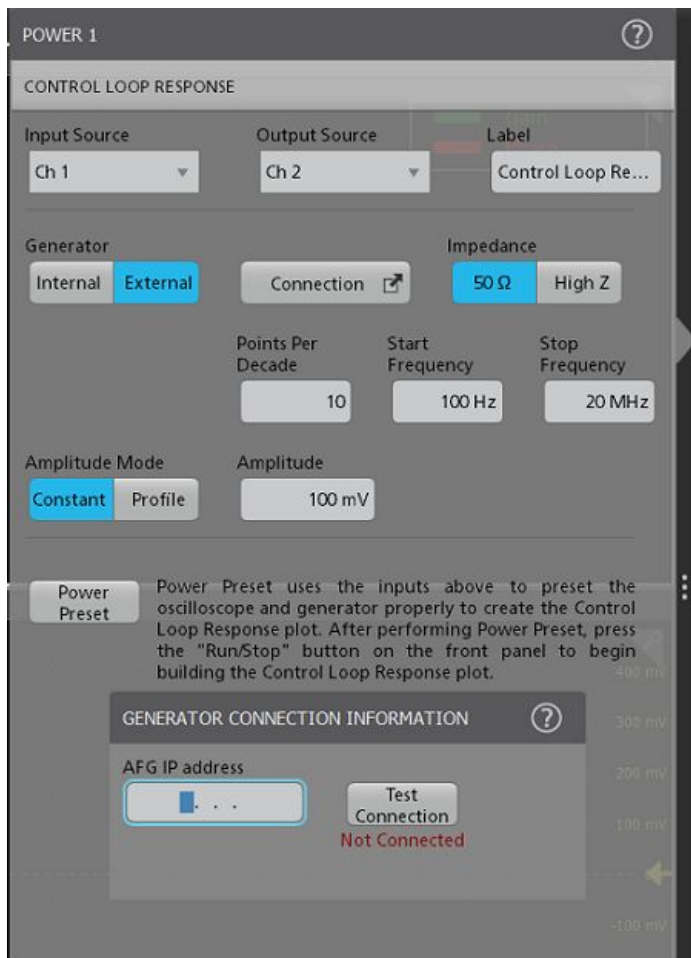 POWER 1
CONTROL LOOP RESPONSE
Gain
Input Source Output Source Label
Ch 1 Ch 2 Control Loop Re...
Generator Impedance
Internal External Connection 50 Ω High Z
Points Per Start Stop
Decade Frequency Frequency
10 100 Hz 20 MHz
Amplitude Mode Amplitude
Constant Profile 100 mV
Power Preset uses the inputs above to preset the
Power
Preset
oscilloscope and generator properly to create the Control
Loop Response plot. After performing Power Preset, press
the "Run/Stop" button on the front panel to begin
building the Control Loop Response plot.
400 mV
GENERATOR CONNECTION INFORMATION
300 mV
AFG IP address
200 mV
. . .
Test
Connection
100 mV
Not Connected
-100 mV